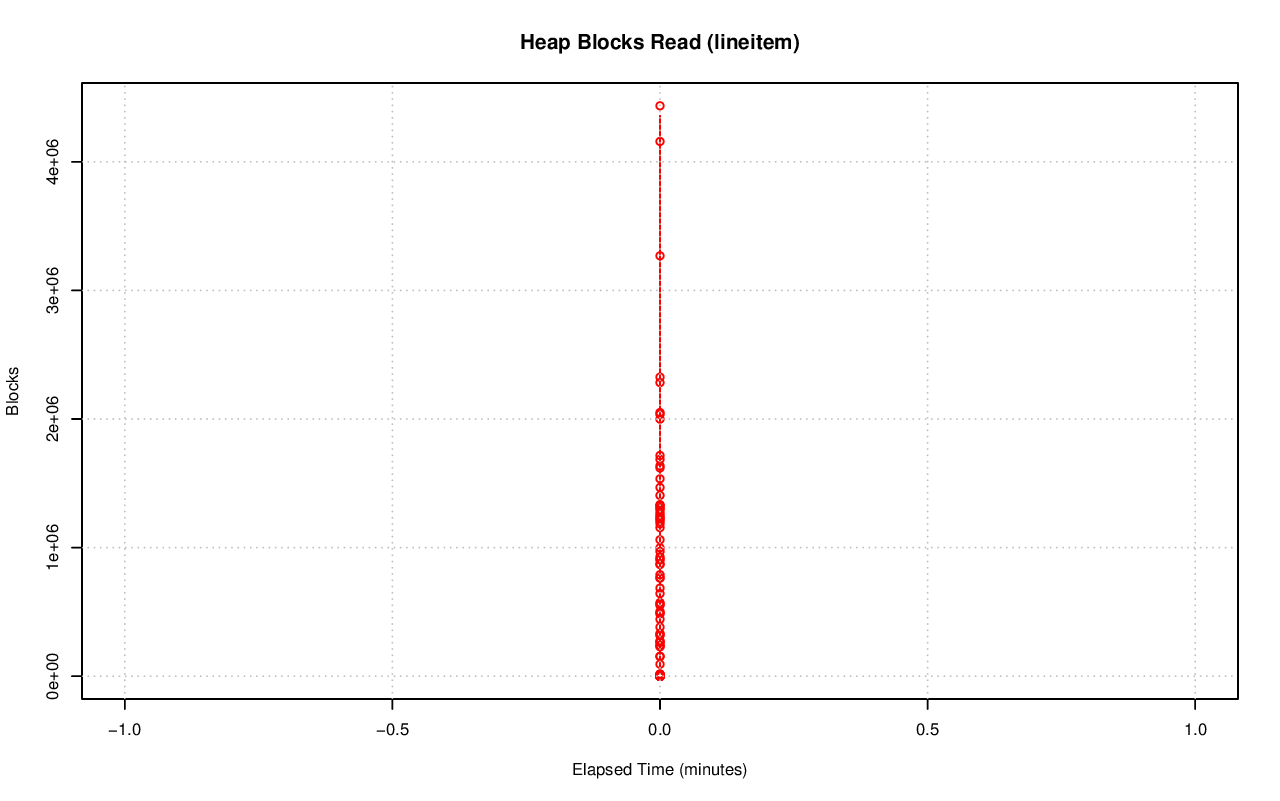 Heap Blocks Read (lineitem)
4e+06
3e+06
2e+06
1e+06
0e+00
Blocks
−1.0
−0.5
0.0
0.5
1.0
Elapsed Time (minutes)